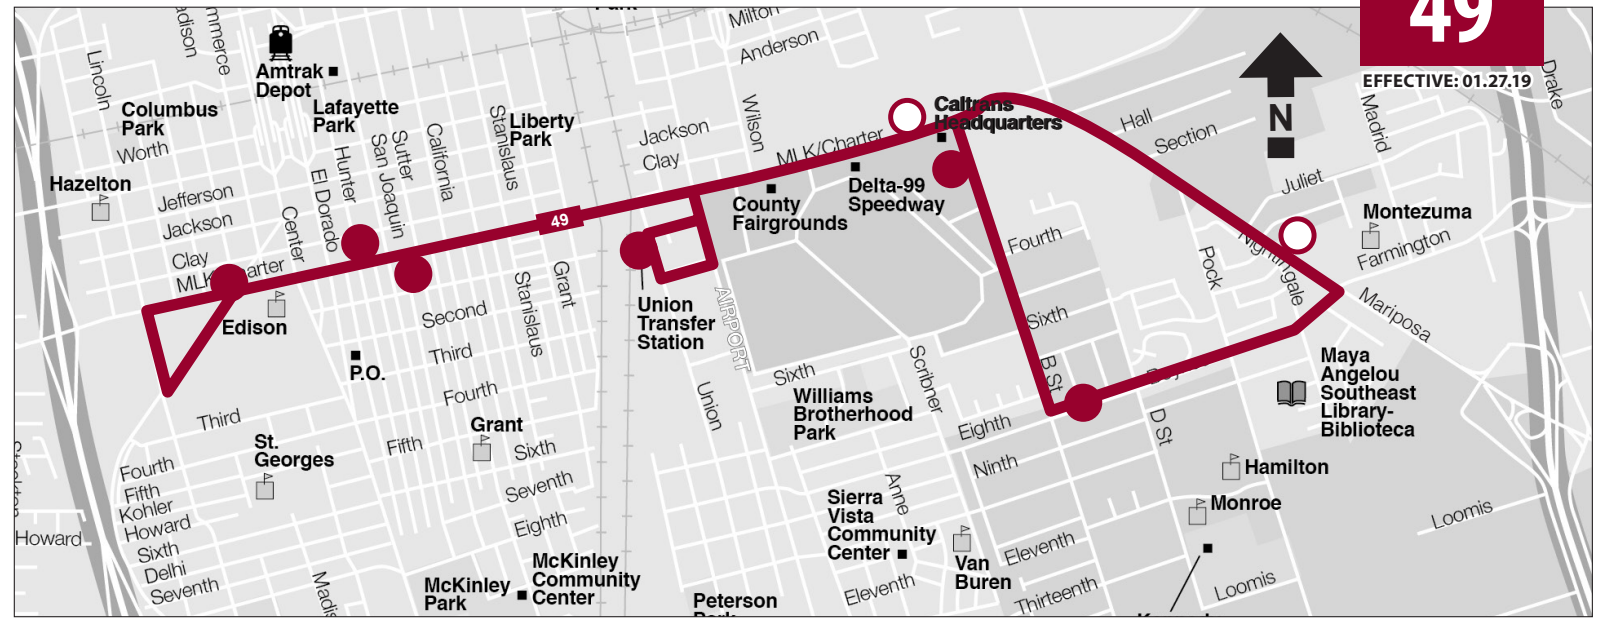 49
EFFECTIVE: 01.27.19
N
Park
Milton
Anderson
Lincoln
Amtrak
Depot
Columbus
Park
Worth
Lafayette
Park
Liberty
Park
Hazelton
Jefferson
Jackson
Clay
Center
El Dorado
Hunter
San Joaquin
Sutter
California
Stanislaus
Jackson
Clay
Wilson
MLK/Charter
Caltrans
Headquarters
Delta-99
Speedway
County
Fairgrounds
Hall
Section
Madrid
Drake
Juliet
Montezuma
Farmington
Nightingale
Pock
Mariposa
Fourth
Sixth
B St
D St
49
Edison
P.O.
Second
Third
Fourth
Stanislaus
Grant
Union
Transfer
Station
AIRPORT
Union
Sixth
Williams
Brotherhood
Park
Scribner
Eighth
Ninth
Maya
Angelou
Southeast
Library-
Biblioteca
Third
St.
Georges
Grant
Fifth
Sixth
Seventh
Eighth
Fourth
Fifth
Kohler
Howard
Sixth
Delhi
Seventh
Howard
McKinley
Park
McKinley
Community
Center
Peterson
Sierra
Vista
Community
Center
Anne
Van
Buren
Eleventh
Eleventh
Thirteenth
Hamilton
Monroe
Loomis
Loomis